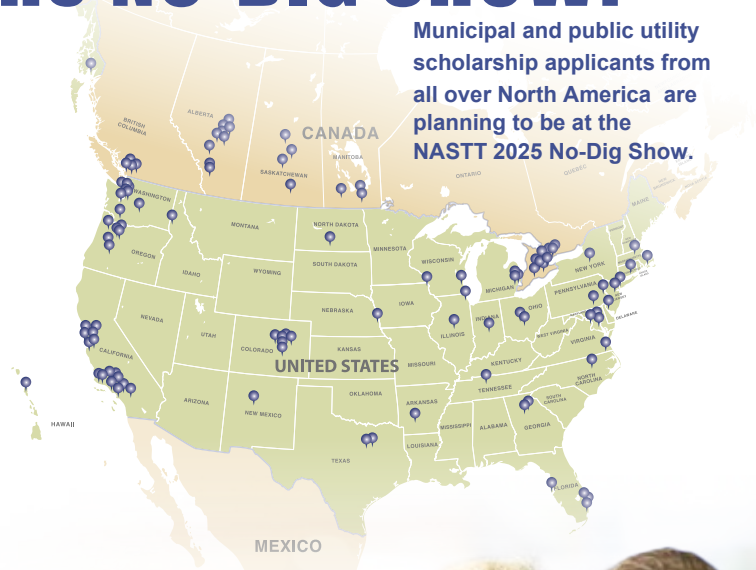 Municipal and public utility
scholarship applicants from
all over North America are
planning to be at the
NASTT 2025 No-Dig Show.
BRITISH
COLUMBIA
ALBERTA
CANADA
MANITOBA
SASKATCHEWAN
ONTARIO
QUEBEC
WASHINGTON
MAINE
MONTANA
NORTH DAKOTA
MINNESOTA
OREGON
IDAHO
WYOMING
SOUTH DAKOTA
WISCONSIN
MICHIGAN
NEW YORK
NEVADA
UTAH
COLORADO
NEBRASKA
IOWA
ILLINOIS
INDIANA
OHIO
PENNSYLVANIA
DELAWARE
WEST VIRGINIA
VIRGINIA
CALIFORNIA
KANSAS
UNITED STATES
MISSOURI
KENTUCKY
TENNESSEE
NORTH
CAROLINA
HAWAII
ARIZONA
NEW MEXICO
OKLAHOMA
ARKANSAS
SOUTH
CAROLINA
MISSISSIPPI
ALABAMA
GEORGIA
LOUISIANA
TEXAS
FLORIDA
MEXICO